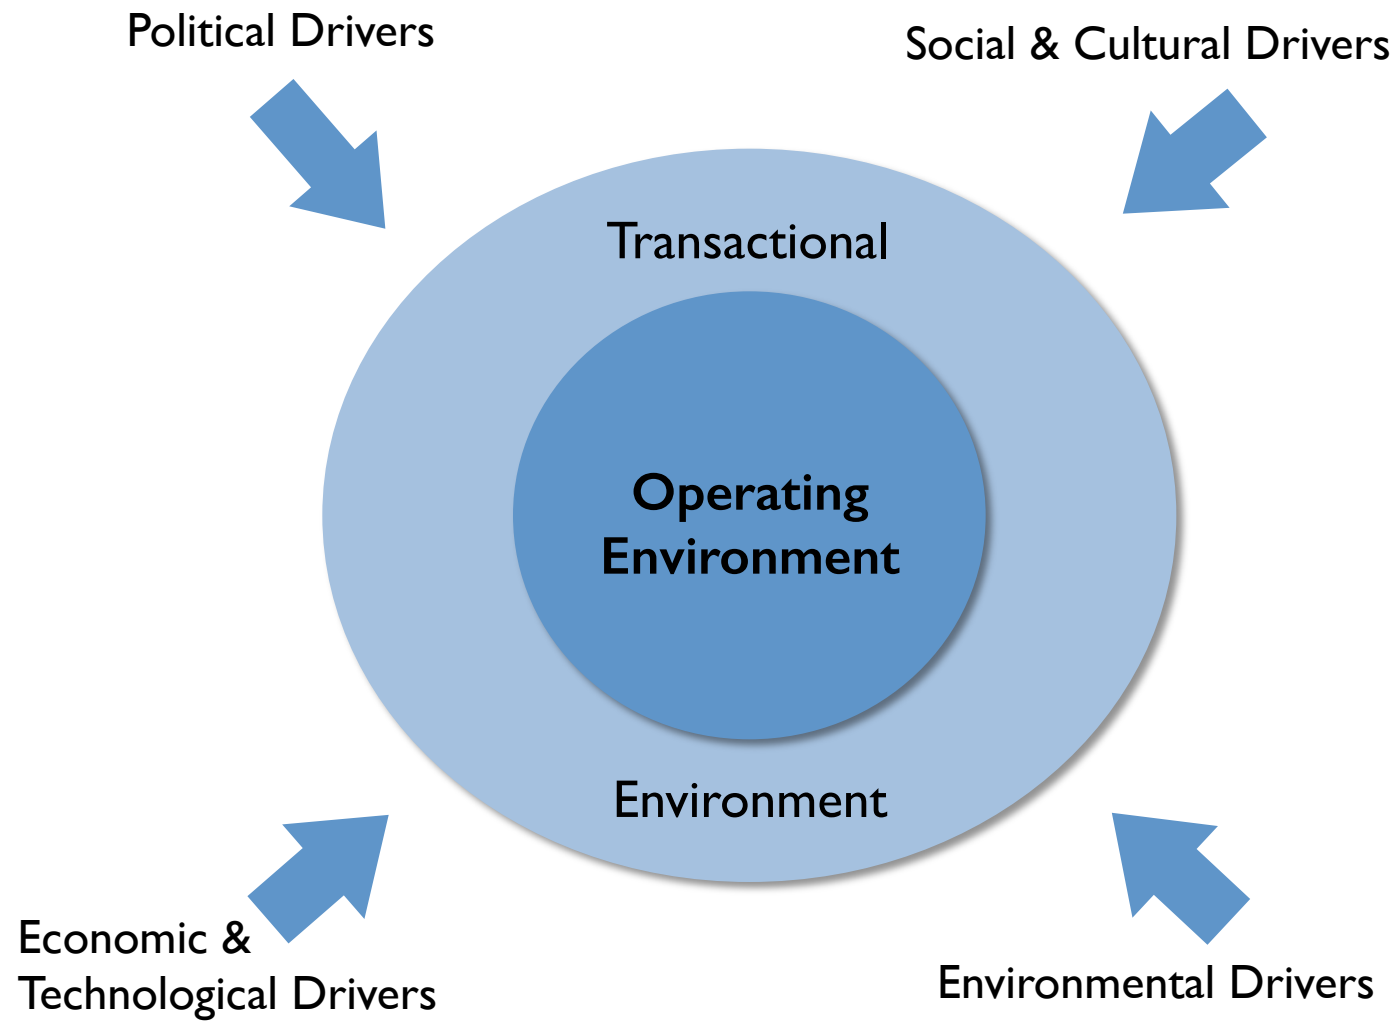 Political Drivers
Social & Cultural Drivers
Transactional
Operating
Environment
Environment
Economic &
Technological Drivers
Environmental Drivers